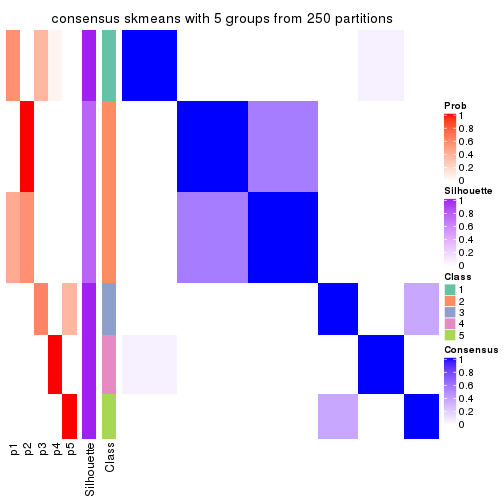 consensus skmeans with 5 groups from 250 partitions
Prob
1
0.8
0.6
0.4
0.2
0
Silhouette
1
0.8
0.6
0.4
0.2
0
Class
1
2
3
4
5
Consensus
1
0.8
0.6
0.4
0.2
0
p1
p2
p3
p4
p5
Silhouette
Class